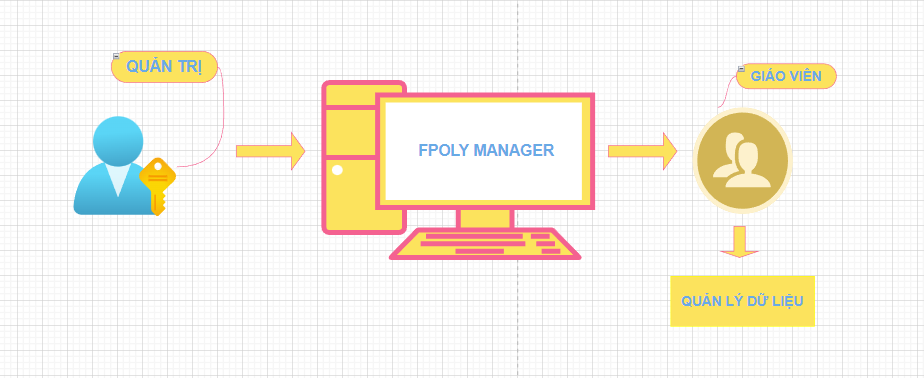 QUẢN TRỊ
GIÁO VIÊN
FPOLY MANAGER
QUẢN LÝ DỮ LIỆU